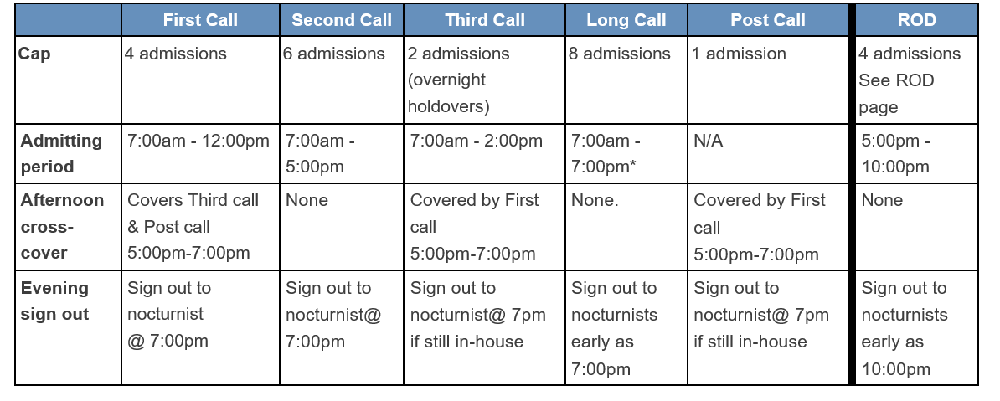 First Call Second Call Third Call Long Call Post Call ROD
Cap 4 admissions 6 admissions 2 admissions 8 admissions 1 admission 4 admissions
(overnight See ROD
holdovers) page
Admitting 7:00am - 12:00pm 7:00am - 7:00am - 2:00pm 7:00am - N/A 5:00pm -
period 5:00pm 7:00pm* 10:00pm
Afternoon Covers Third call None Covered by First None. Covered by First None
cross- & Post call call call
cover 5:00pm-7:00pm 5:00pm-7:00pm 5:00pm-7:00pm
Evening Sign out to Sign out to Sign out to Sign out to Sign out to Sign out to
sign out nocturnist nocturnist@ nocturnist@ 7pm nocturnists nocturnist@ 7pm nocturnists
@ 7:00pm 7:00pm if still in-house early as if still in-house early as
7:00pm 10:00pm